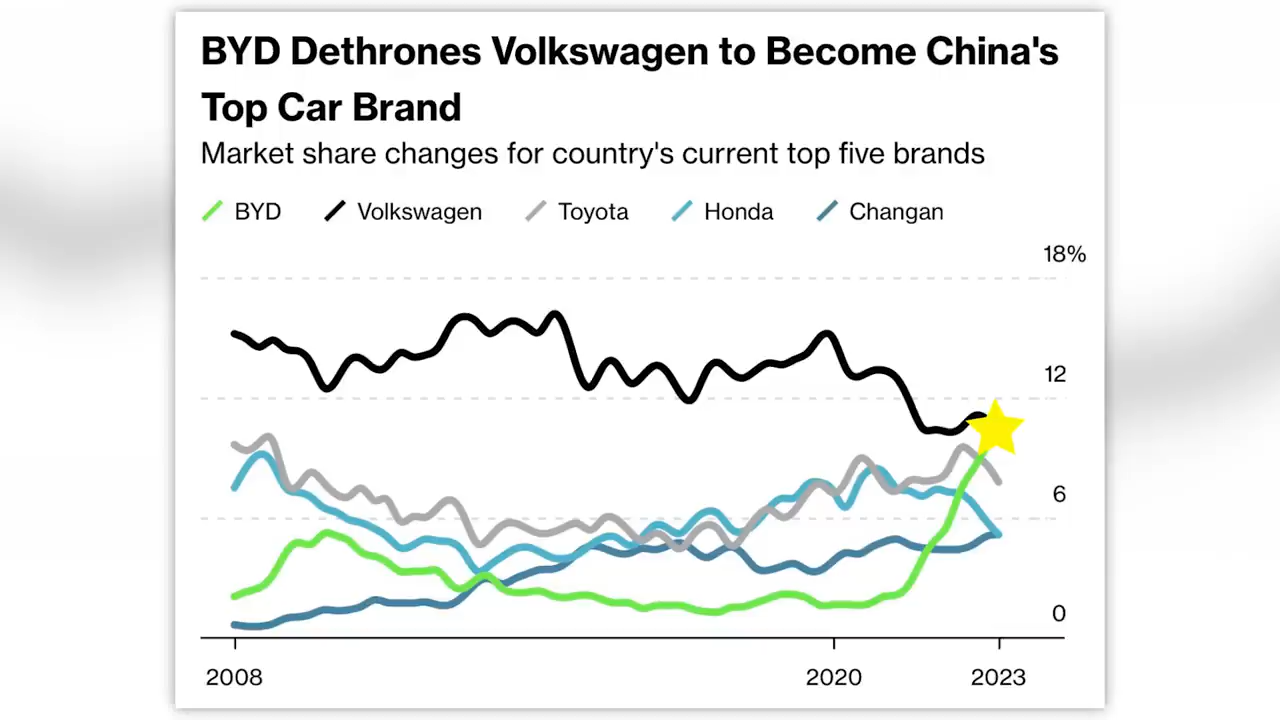 BYD Dethrones Volkswagen to Become China's
Top Car Brand
Market share changes for country's current top five brands
BYD Volkswagen Toyota Honda Changan
18%
12
6
0
2008 2020 2023